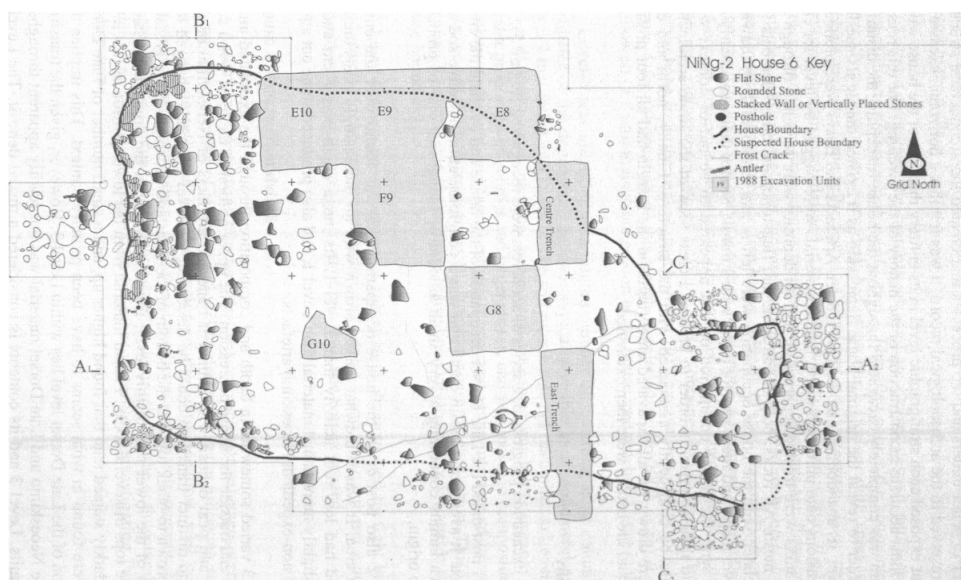 B1
NiNg-2 House 6 Key
Flat Stone
Rounded Stone
Stacked Wall or Vertically Placed Stones
Posthole
House Boundary
Suspected House Boundary
Frost Crack
Antler
F9 1988 Excavation Units
N
Grid North
E10
E9
E8
F9
Centre Trench
C1
G8
G10
A1
A2
East Trench
B2